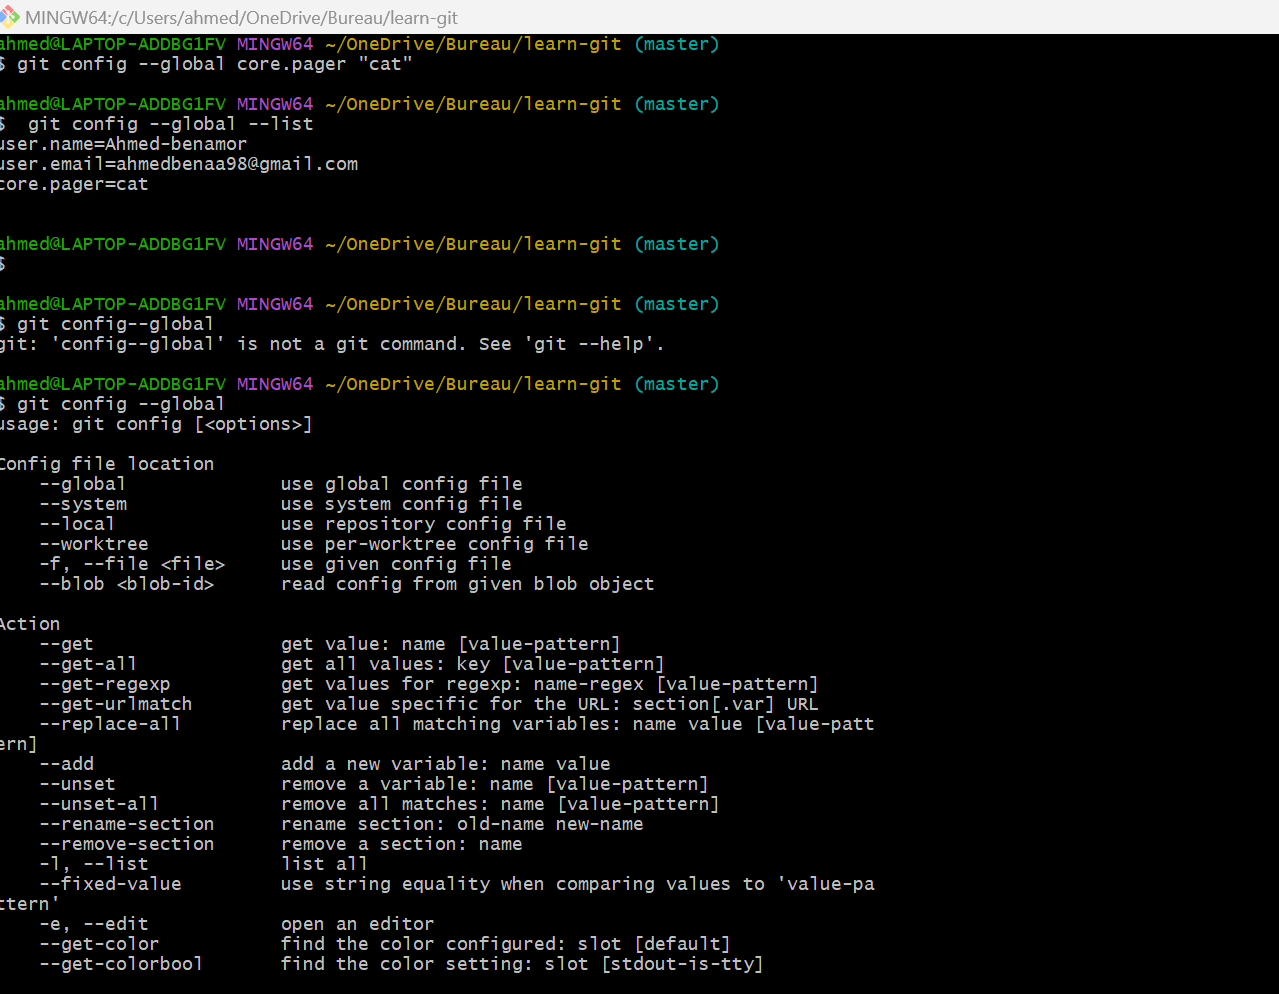 MINGW64:/c/Users/ahmed/OneDrive/Bureau/learn-git
ahmed@LAPTOP-ADDBG1FV MINGW64 ~/OneDrive/Bureau/learn-git (master)
$ git config --global core.pager "cat"
ahmed@LAPTOP-ADDBG1FV MINGW64 ~/OneDrive/Bureau/learn-git (master)
$  git config --global --list
user.name=Ahmed-benamor
user.email=ahmedbenaa98@gmail.com
core.pager=cat
ahmed@LAPTOP-ADDBG1FV MINGW64 ~/OneDrive/Bureau/learn-git (master)
$
ahmed@LAPTOP-ADDBG1FV MINGW64 ~/OneDrive/Bureau/learn-git (master)
$ git config--global
git: 'config--global' is not a git command. See 'git --help'.
ahmed@LAPTOP-ADDBG1FV MINGW64 ~/OneDrive/Bureau/learn-git (master)
$ git config --global
usage: git config [<options>]
Config file location
    --global              use global config file
    --system              use system config file
    --local               use repository config file
    --worktree            use per-worktree config file
    -f, --file <file>     use given config file
    --blob <blob-id>      read config from given blob object
Action
    --get                 get value: name [value-pattern]
    --get-all             get all values: key [value-pattern]
    --get-regexp          get values for regexp: name-regex [value-pattern]
    --get-urlmatch        get value specific for the URL: section[.var] URL
    --replace-all         replace all matching variables: name value [value-patt
ern]
    --add                 add a new variable: name value
    --unset               remove a variable: name [value-pattern]
    --unset-all           remove all matches: name [value-pattern]
    --rename-section      rename section: old-name new-name
    --remove-section      remove a section: name
    -l, --list            list all
    --fixed-value         use string equality when comparing values to 'value-pa
ttern'
    -e, --edit            open an editor
    --get-color           find the color configured: slot [default]
    --get-colorbool       find the color setting: slot [stdout-is-tty]